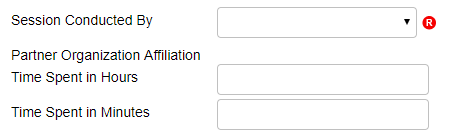 Session Conducted By R
Partner Organization Affiliation
Time Spent in Hours
Time Spent in Minutes